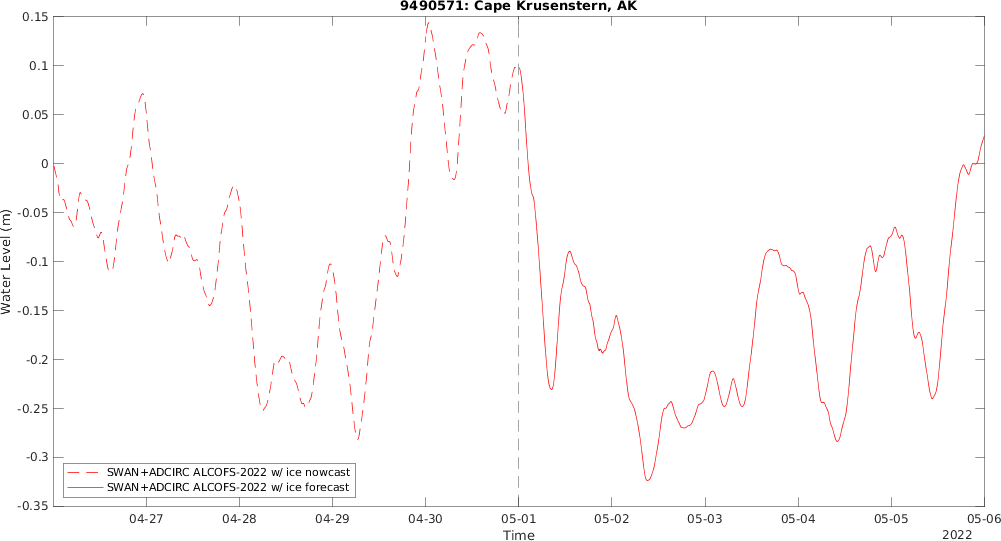 9490571: Cape Krusenstern, AK
0.15
0.1
0.05
0
-0.05
-0.1
-0.15
-0.2
-0.25
-0.3
-0.35
Water Level (m)
SWAN+ADCIRC ALCOFS-2022 w/ ice nowcast
SWAN+ADCIRC ALCOFS-2022 w/ ice forecast
04-27 04-28 04-29 04-30 05-01 05-02 05-03 05-04 05-05 05-06
Time
2022